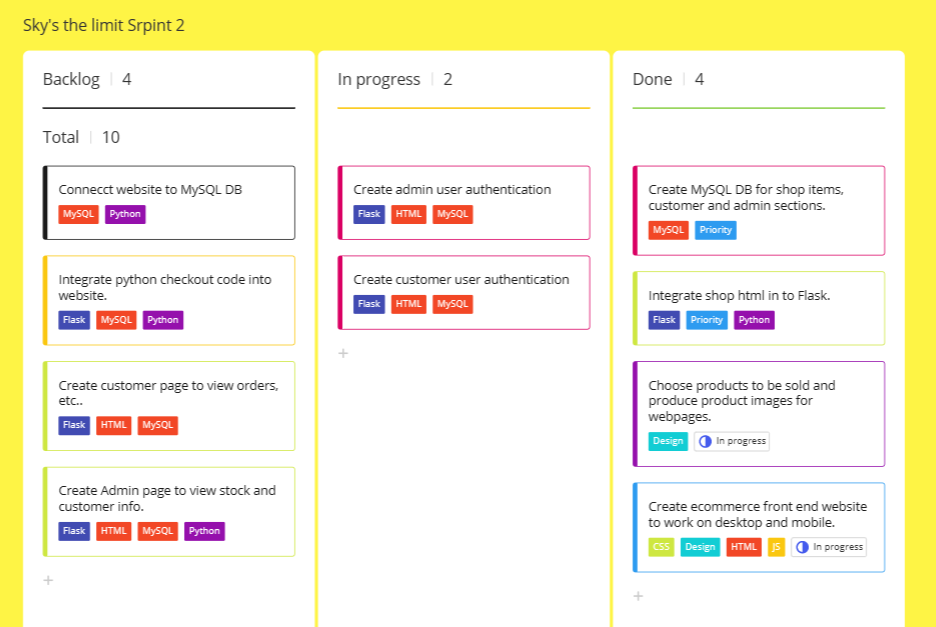 Sky's the limit Srpint 2
Backlog | 4
Total | 10
Connecct website to MySQL DB
MySQL Python
Integrate python checkout code into
website.
Flask MySQL Python
Create customer page to view orders,
etc..
Flask HTML MySQL
Create Admin page to view stock and
customer info.
Flask HTML MySQL Python
+
In progress | 2
Create admin user authentication
Flask HTML MySQL
Create customer user authentication
Flask HTML MySQL
+
Done | 4
Create MySQL DB for shop items,
customer and admin sections.
MySQL Priority
Integrate shop html in to Flask.
Flask Priority Python
Choose products to be sold and
produce product images for
webpages.
Design In progress
Create ecommerce front end website
to work on desktop and mobile.
CSS Design HTML JS In progress
+